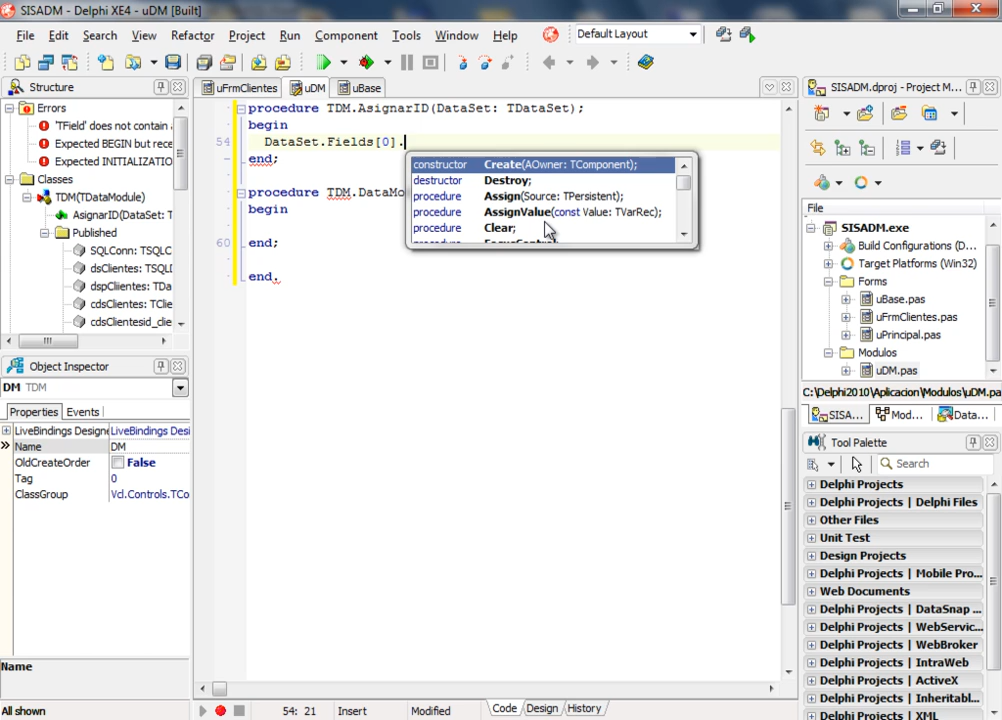 SISADM - Delphi XE4 - uDM [Built]
File Edit Search View Refactor Project Run Component Tools Window Help
Default Layout
Structure
Errors
'TField' does not contain
Expected BEGIN but rece
Expected INITIALIZATIO
Classes
TDM(TDataModule)
AsignarID(DataSet: T
Published
SQLConn: TSQLC
dsClientes: TSQLD
dspCliientes: TDa
cdsClientes: TClie
cdsClientesid_clie
Object Inspector
DM TDM
Properties Events
LiveBindings Designe LiveBindings Desi
Name DM
OldCreateOrder False
Tag 0
ClassGroup Vcl.Controls.TCo
Name
All shown
uFrmClientes uDM uBase
procedure TDM.AsignarID(DataSet: TDataSet);
begin
54 DataSet.Fields[0].
end;
constructor Create(AOwner: TComponent);
destructor Destroy;
procedure Assign(Source: TPersistent);
procedure AssignValue(const Value: TVarRec);
procedure Clear;
procedure FocusControl
procedure TDM.DataMo
begin
60 end;
end.
54: 21 Insert Modified Code Design History
SISADM.dproj - Project M...
File
SISADM.exe
Build Configurations (D...
Target Platforms (Win32)
Forms
uBase.pas
uFrmClientes.pas
uPrincipal.pas
Modulos
uDM.pas
C:\Delphi2010\Aplicacion\Modulos\uDM.pa
SISA... Mod... Data...
Tool Palette
Search
Delphi Projects
Delphi Projects | Delphi Files
Other Files
Unit Test
Design Projects
Delphi Projects | Mobile Pro...
Web Documents
Delphi Projects | DataSnap
Delphi Projects | WebServic...
Delphi Projects | WebBroker
Delphi Projects | IntraWeb
Delphi Projects | ActiveX
Delphi Projects | Inheritabl...
Delphi Projects | XML